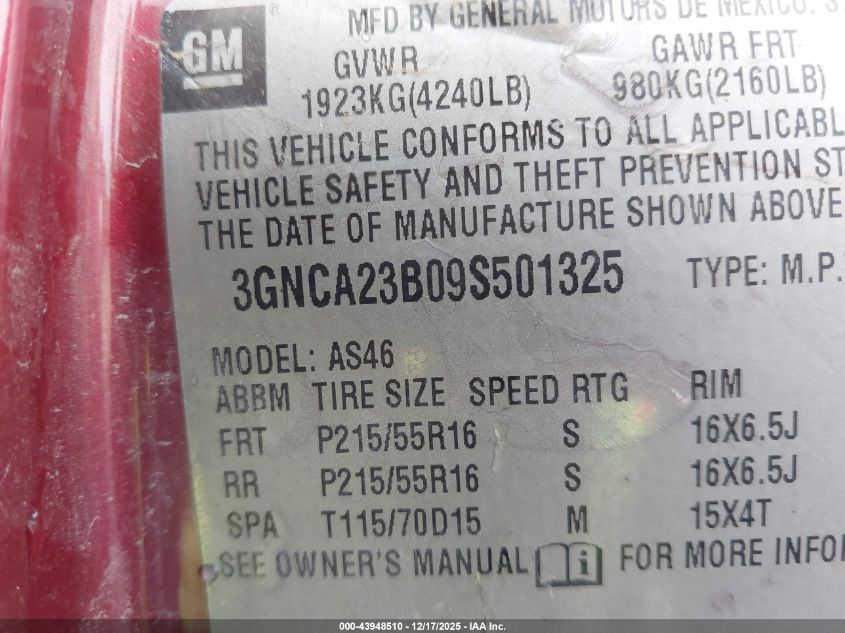 GM
MFD BY GENERAL MOTORS DE MEXICO, S.
GVWR GAWR FRT
1923KG(4240LB) 980KG(2160LB)
THIS VEHICLE CONFORMS TO ALL APPLICABL
VEHICLE SAFETY AND THEFT PREVENTION ST
THE DATE OF MANUFACTURE SHOWN ABOVE
3GNCA23B09S501325 TYPE: M.P.
MODEL: AS46
ABBM TIRE SIZE SPEED RTG RIM
FRT P215/55R16 S 16X6.5J
RR P215/55R16 S 16X6.5J
SPA T115/70D15 M 15X4T
SEE OWNER'S MANUAL i FOR MORE INFOR
000-43948510 — 12/17/2025 - IAA Inc.